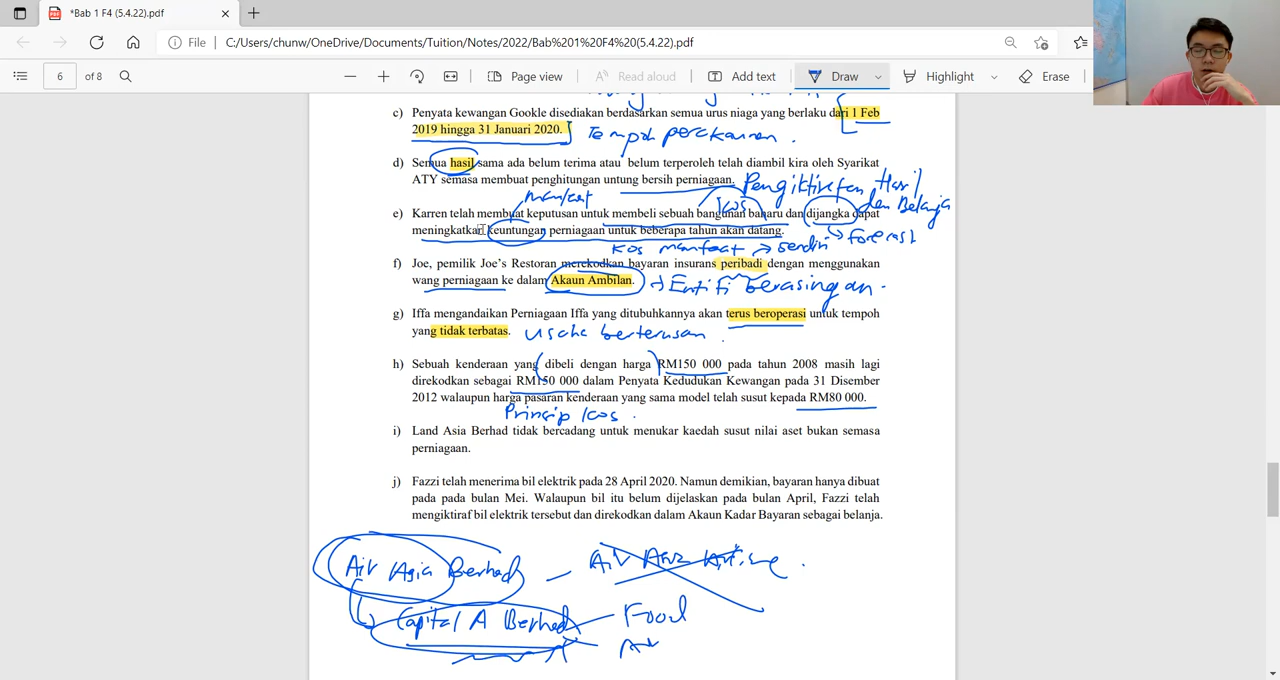 *Bab 1 F4 (5.4.22).pdf
File C:/Users/chunw/OneDrive/Documents/Tuition/Notes/2022/Bab%201%20F4%20(5.4.22).pdf
6 of 8 Page view Read aloud Add text Draw Highlight Erase
c) Penyata kewangan Gookle disediakan berdasarkan semua urus niaga yang berlaku dari 1 Feb
2019 hingga 31 Januari 2020. Tempoh perakaunan.
d) Semua hasil sama ada belum terima atau belum terperoleh telah diambil kira oleh Syarikat
ATY semasa membuat penghitungan untung bersih perniagaan. Pengiktirafan Hasil
dan Belanja
manfaat kos
e) Karren telah membuat keputusan untuk membeli sebuah bangunan baharu dan dijangka dapat
meningkatkan keuntungan perniagaan untuk beberapa tahun akan datang. forecast
kos manfaat
f) Joe, pemilik Joe's Restoran merekodkan bayaran insurans peribadi dengan menggunakan
wang perniagaan ke dalam Akaun Ambilan. Entiti berasingan.
g) Iffa mengandaikan Perniagaan Iffa yang ditubuhkannya akan terus beroperasi untuk tempoh
yang tidak terbatas. usaha berterusan
h) Sebuah kenderaan yang dibeli dengan harga RM150 000 pada tahun 2008 masih lagi
direkodkan sebagai RM150 000 dalam Penyata Kedudukan Kewangan pada 31 Disember
2012 walaupun harga pasaran kenderaan yang sama model telah susut kepada RM80 000.
Prinsip kos.
i) Land Asia Berhad tidak bercadang untuk menukar kaedah susut nilai aset bukan semasa
perniagaan.
j) Fazzi telah menerima bil elektrik pada 28 April 2020. Namun demikian, bayaran hanya dibuat
pada pada bulan Mei. Walaupun bil itu belum dijelaskan pada bulan April, Fazzi telah
mengiktiraf bil elektrik tersebut dan direkodkan dalam Akaun Kadar Bayaran sebagai belanja.
Air Asia Berhad
Capital A Berhad Food